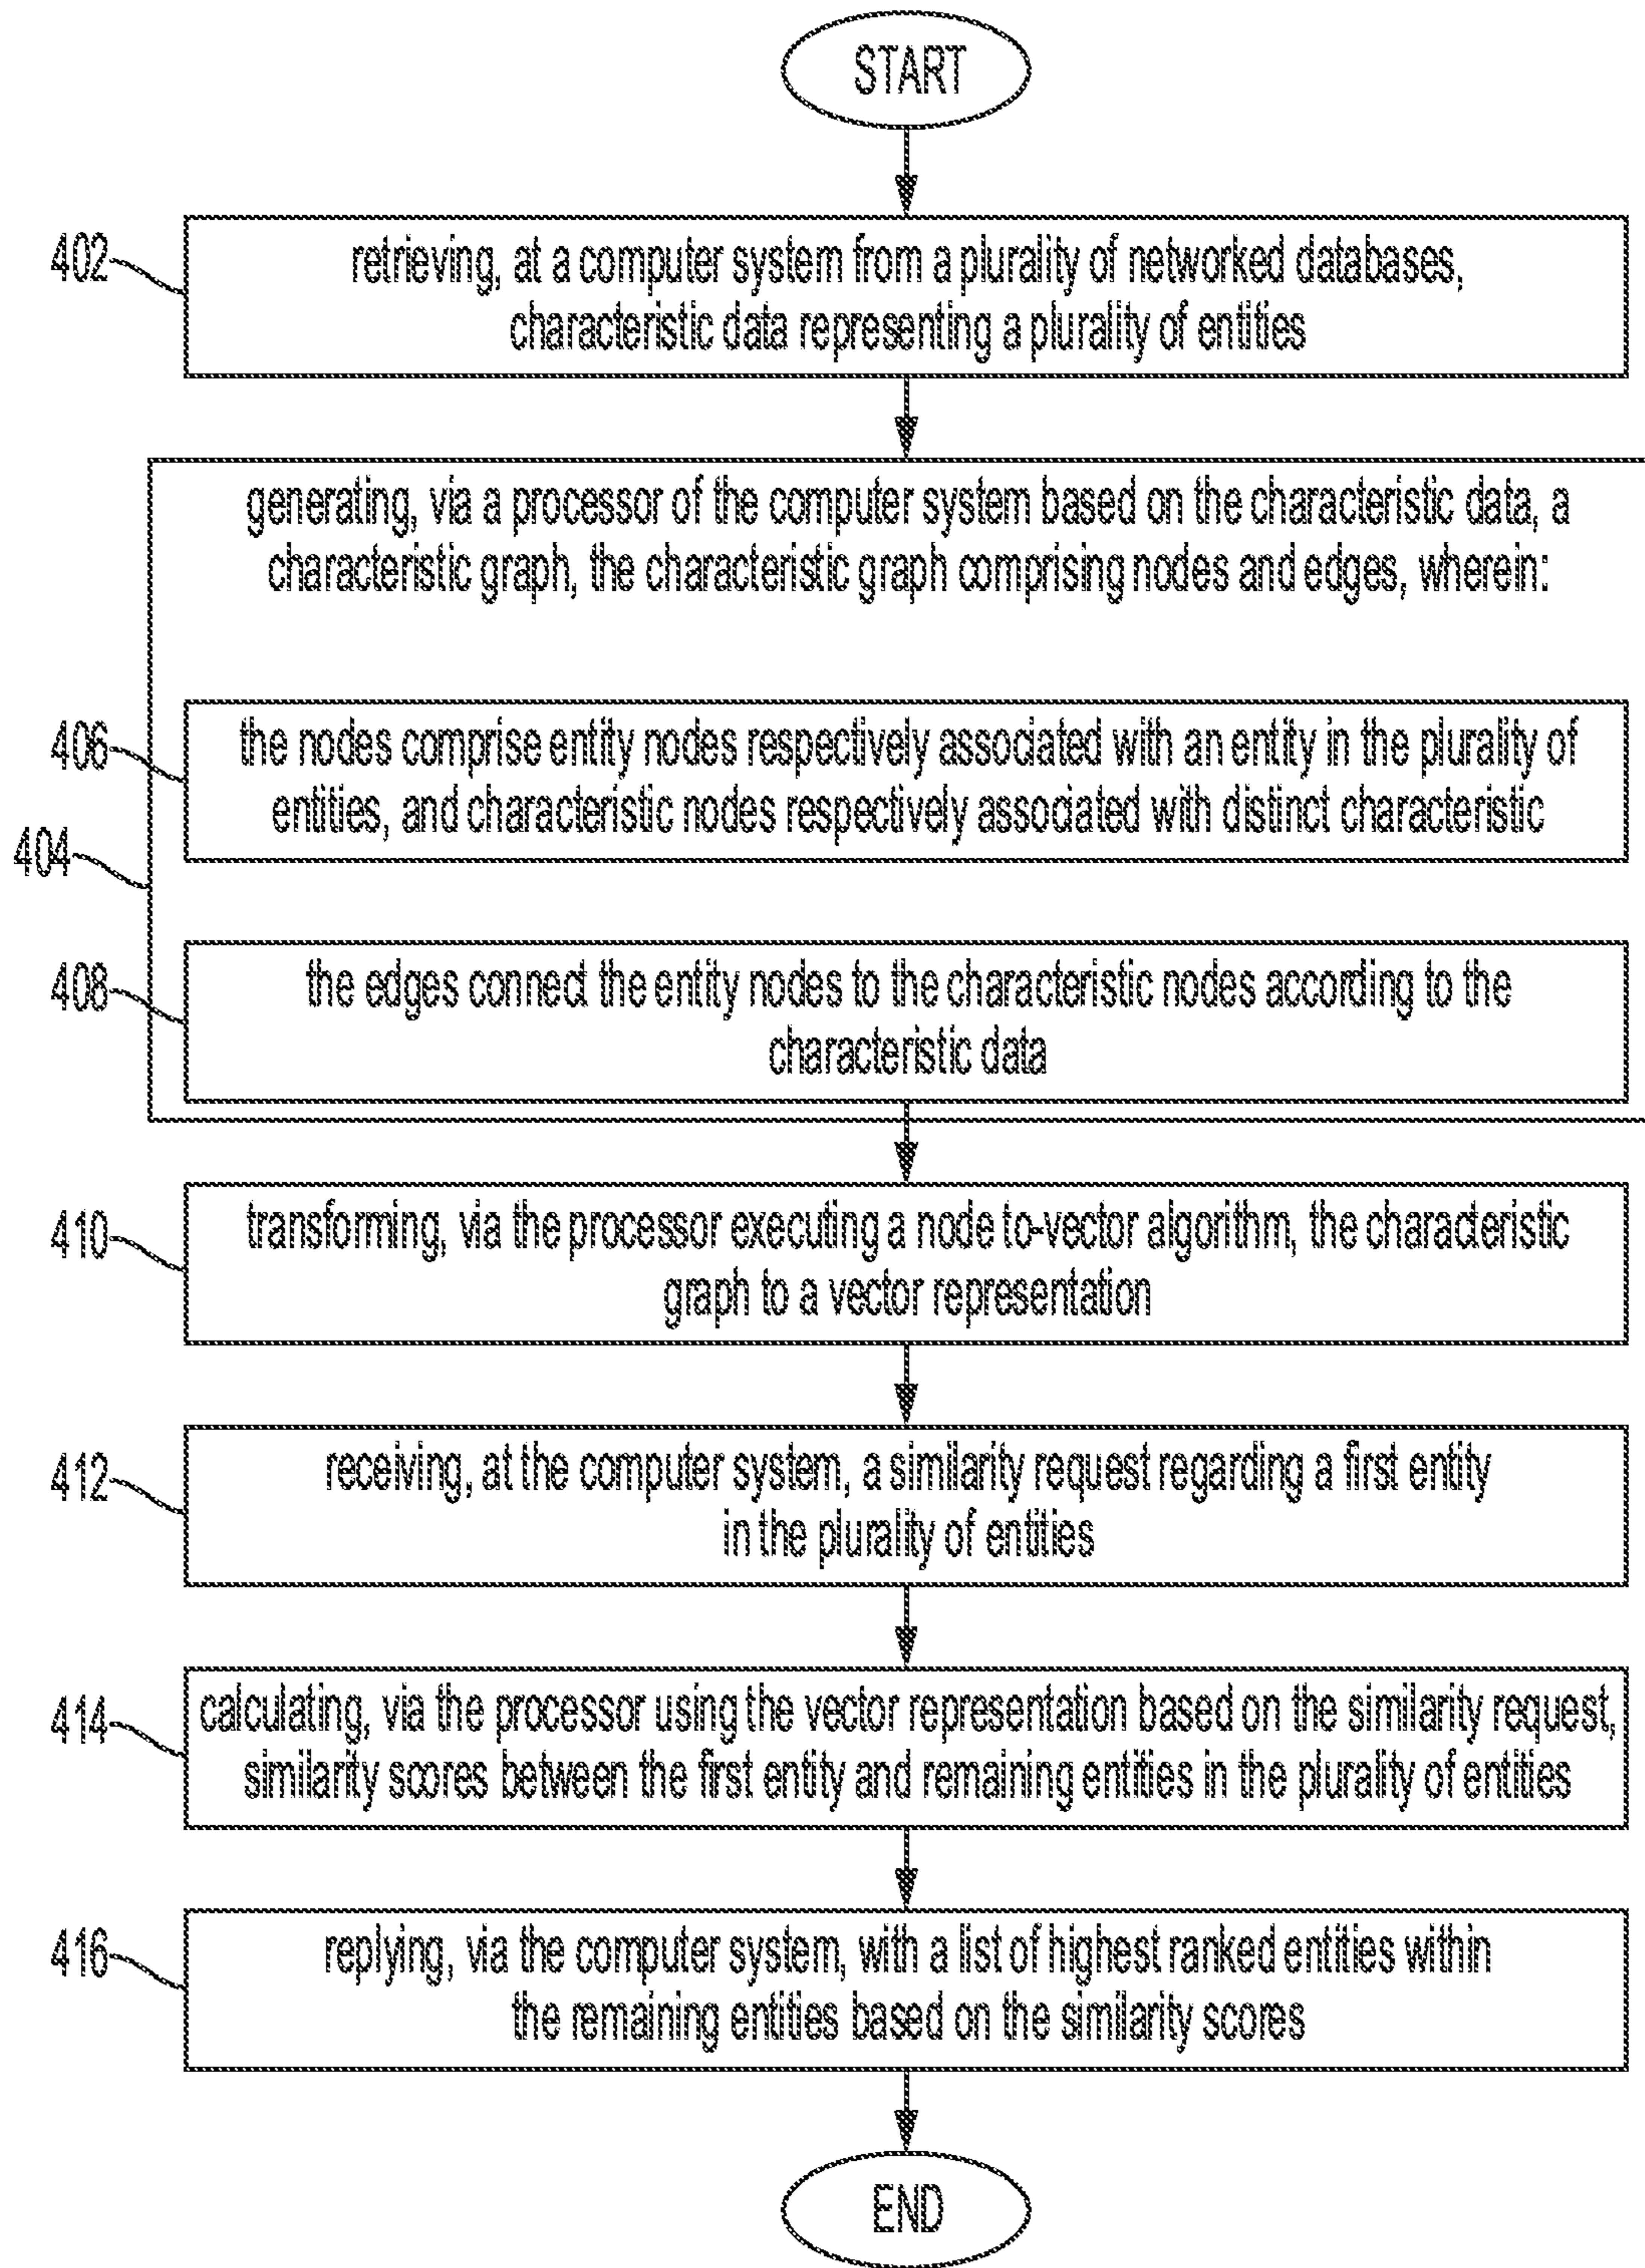 START
402
retrieving, at a computer system from a plurality of networked databases,
characteristic data representing a plurality of entities
generating, via a processor of the computer system based on the characteristic data, a
characteristic graph, the characteristic graph comprising nodes and edges, wherein:
406
the nodes comprise entity nodes respectively associated with an entity in the plurality of
entities, and characteristic nodes respectively associated with distinct characteristic
404
408
the edges connect the entity nodes to the characteristic nodes according to the
characteristic data
410
transforming, via the processor executing a node to-vector algorithm, the characteristic
graph to a vector representation
412
receiving, at the computer system, a similarity request regarding a first entity
in the plurality of entities
414
calculating, via the processor using the vector representation based on the similarity request,
similarity scores between the first entity and remaining entities in the plurality of entities
416
replying, via the computer system, with a list of highest ranked entities within
the remaining entities based on the similarity scores
END